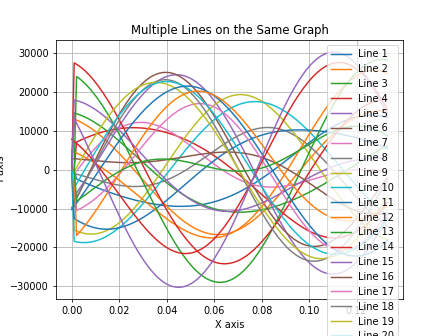 Multiple Lines on the Same Graph
30000
20000
10000
0
−10000
−20000
−30000
0.00 0.02 0.04 0.06 0.08 0.10
X axis
axis
Line 1
Line 2
Line 3
Line 4
Line 5
Line 6
Line 7
Line 8
Line 9
Line 10
Line 11
Line 12
Line 13
Line 14
Line 15
Line 16
Line 17
Line 18
Line 19
Line 20